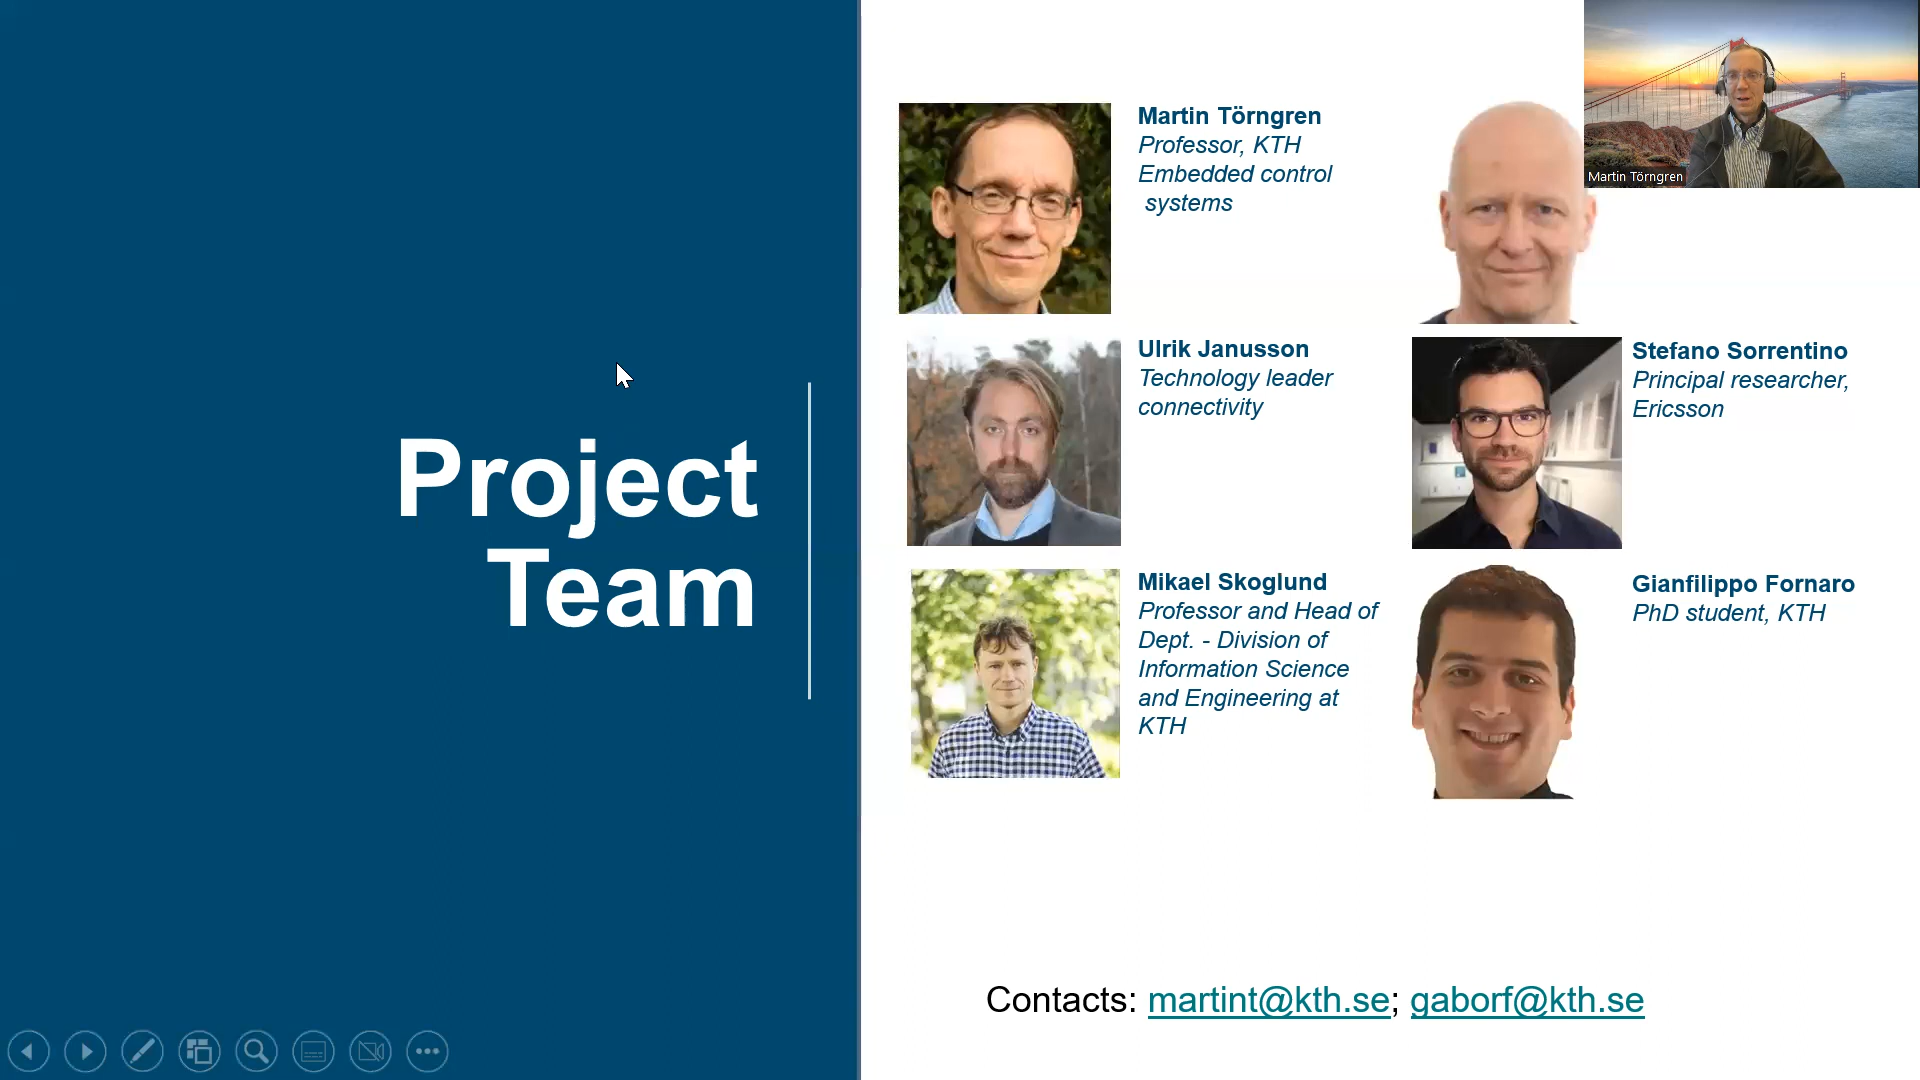 Project
Team
Martin Törngren
Professor, KTH
Embedded control
systems
Martin Törngren
Ulrik Janusson
Technology leader
connectivity
Stefano Sorrentino
Principal researcher,
Ericsson
Mikael Skoglund
Professor and Head of
Dept. - Division of
Information Science
and Engineering at
KTH
Gianfilippo Fornaro
PhD student, KTH
Contacts: martint@kth.se; gaborf@kth.se